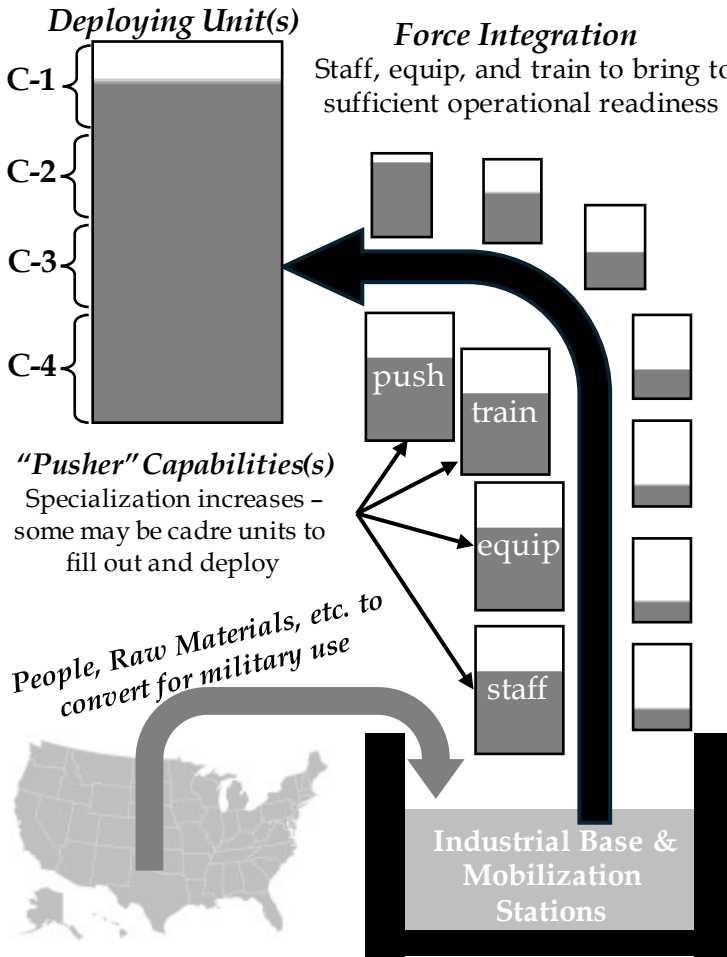 Deploying Unit(s)
Force Integration
Staff, equip, and train to bring to
sufficient operational readiness
C-1
C-2
C-3
C-4
push
train
equip
staff
“Pusher” Capabilities(s)
Specialization increases –
some may be cadre units to
fill out and deploy
People, Raw Materials, etc. to
convert for military use
Industrial Base &
Mobilization
Stations